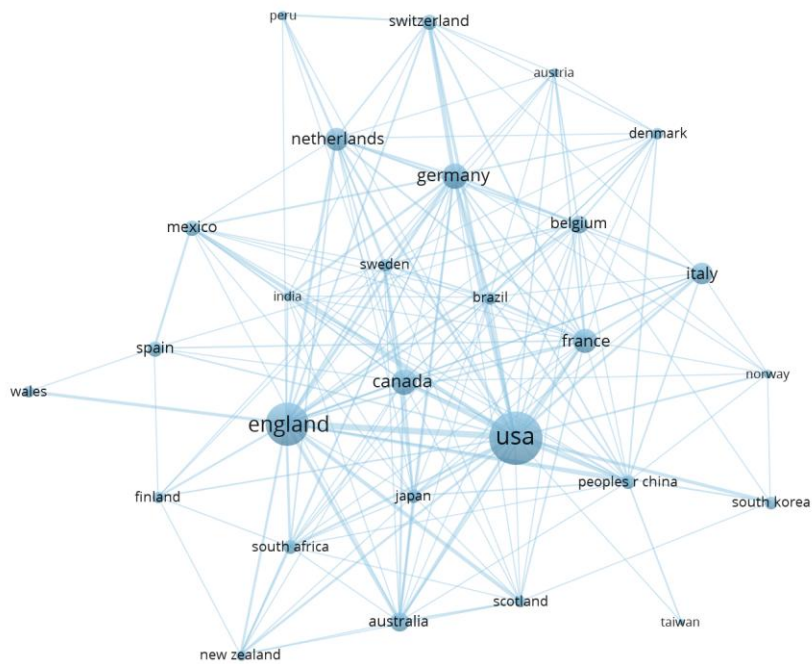 peru
switzerland
austria
denmark
netherlands
germany
mexico
belgium
sweden
italy
india
brazil
spain
france
canada
norway
wales
england
usa
peoples r china
finland
japan
south korea
south africa
scotland
australia
taiwan
new zealand